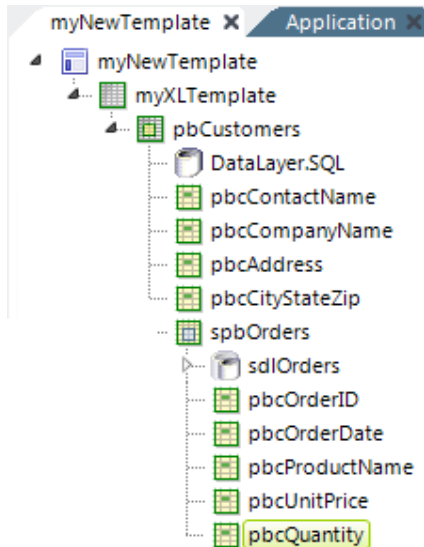 myNewTemplate Application
myNewTemplate
myXLTemplate
pbCustomers
DataLayer.SQL
pbcContactName
pbcCompanyName
pbcAddress
pbcCityStateZip
spbOrders
sdlOrders
pbcOrderID
pbcOrderDate
pbcProductName
pbcUnitPrice
pbcQuantity